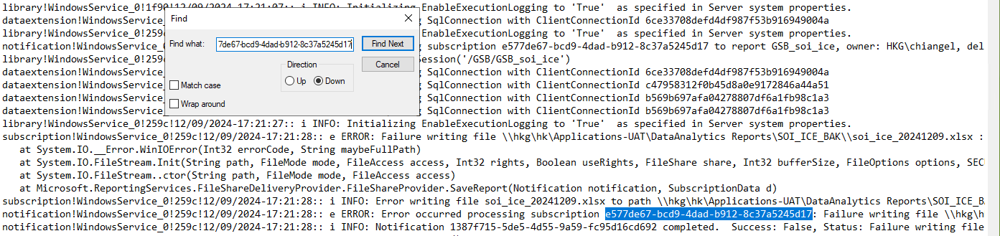 library!WindowsService_0!1f90!12/09/2024-17:21:07:: i INFO: Initializing EnableExecutionLogging to 'True'  as specified in Server system properties.
dataextension!WindowsService_ SqlConnection with ClientConnectionId 6ce33708defd4df987f53b916949004a
library!WindowsService_0!259c EnableExecutionLogging to 'True'  as specified in Server system properties.
notification!WindowsService_0 subscription e577de67-bcd9-4dad-b912-8c37a5245d17 to report GSB_soi_ice, owner: HKG\chiangel, del
library!WindowsService_0!259c ession('/GSB/GSB_soi_ice')
dataextension!WindowsService_ SqlConnection with ClientConnectionId 6ce33708defd4df987f53b916949004a
dataextension!WindowsService_ g SqlConnection with ClientConnectionId c47958312f0b45d8a0e9172846a44a51
dataextension!WindowsService_ g SqlConnection with ClientConnectionId b569b697afa04278807df6a1fb98c1a3
dataextension!WindowsService_ SqlConnection with ClientConnectionId b569b697afa04278807df6a1fb98c1a3
Find
Find what: 7de67-bcd9-4dad-b912-8c37a5245d17 Find Next
Cancel
Direction
Up Down
Match case
Wrap around
library!WindowsService_0!259c!12/09/2024-17:21:27:: i INFO: Initializing EnableExecutionLogging to 'True'  as specified in Server system properties.
subscription!WindowsService_0!259c!12/09/2024-17:21:28:: e ERROR: Failure writing file \\hkg\hk\Applications-UAT\DataAnalytics Reports\SOI_ICE_BAK\\soi_ice_20241209.xlsx :
   at System.IO.__Error.WinIOError(Int32 errorCode, String maybeFullPath)
   at System.IO.FileStream.Init(String path, FileMode mode, FileAccess access, Int32 rights, Boolean useRights, FileShare share, Int32 bufferSize, FileOptions options, SEC
   at System.IO.FileStream..ctor(String path, FileMode mode, FileAccess access)
   at Microsoft.ReportingServices.FileShareDeliveryProvider.FileShareProvider.SaveReport(Notification notification, SubscriptionData d)
subscription!WindowsService_0!259c!12/09/2024-17:21:28:: i INFO: Error writing file soi_ice_20241209.xlsx to path \\hkg\hk\Applications-UAT\DataAnalytics Reports\SOI_ICE_B
notification!WindowsService_0!259c!12/09/2024-17:21:28:: e ERROR: Error occurred processing subscription e577de67-bcd9-4dad-b912-8c37a5245d17: Failure writing file \\hkg\h
notification!WindowsService_0!259c!12/09/2024-17:21:28:: i INFO: Notification 1387f715-5de5-4d55-9a59-fc95d16cd692 completed.  Success: False, Status: Failure writing file